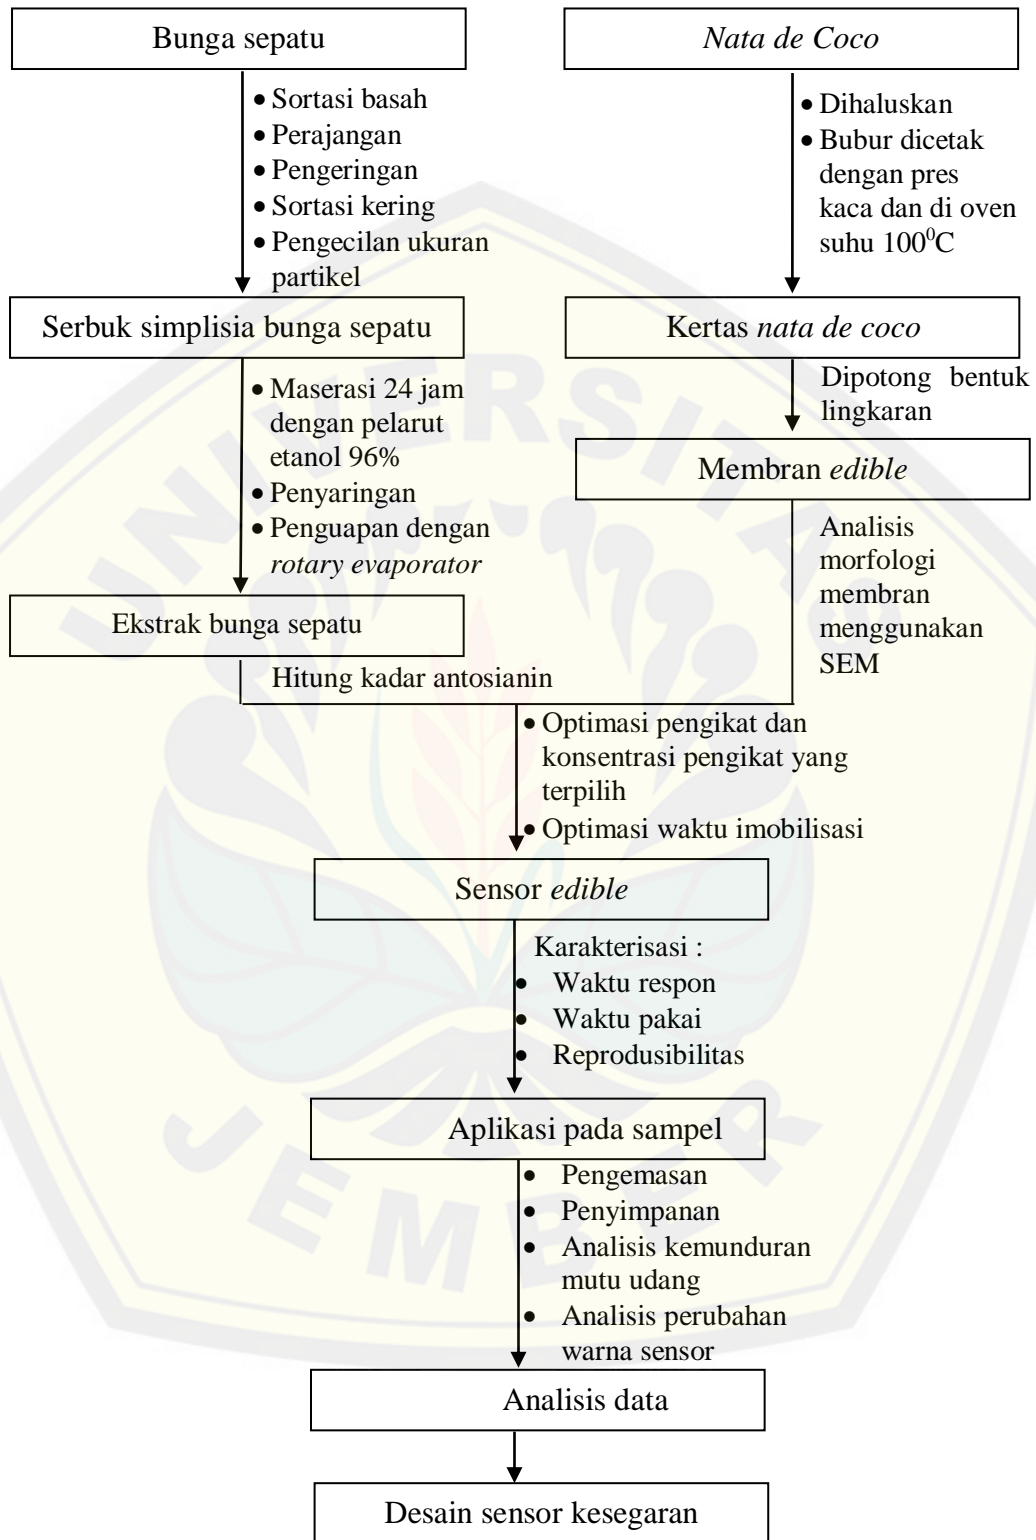 Bunga sepatu
• Sortasi basah
• Perajangan
• Pengeringan
• Sortasi kering
• Pengecilan ukuran
partikel
Serbuk simplisia bunga sepatu
• Maserasi 24 jam
dengan pelarut
etanol 96%
• Penyaringan
• Penguapan dengan
rotary evaporator
Ekstrak bunga sepatu
Hitung kadar antosianin
Nata de Coco
• Dihaluskan
• Bubur dicetak
dengan pres
kaca dan di oven
suhu 100⁰C
Kertas nata de coco
Dipotong bentuk
lingkaran
Membran edible
Analisis
morfologi
membran
menggunakan
SEM
• Optimasi pengikat dan
konsentrasi pengikat yang
terpilih
• Optimasi waktu imobilisasi
Sensor edible
Karakterisasi :
• Waktu respon
• Waktu pakai
• Reprodusibilitas
Aplikasi pada sampel
• Pengemasan
• Penyimpanan
• Analisis kemunduran
mutu udang
• Analisis perubahan
warna sensor
Analisis data
Desain sensor kesegaran
UNIVERSITAS
JEMBER